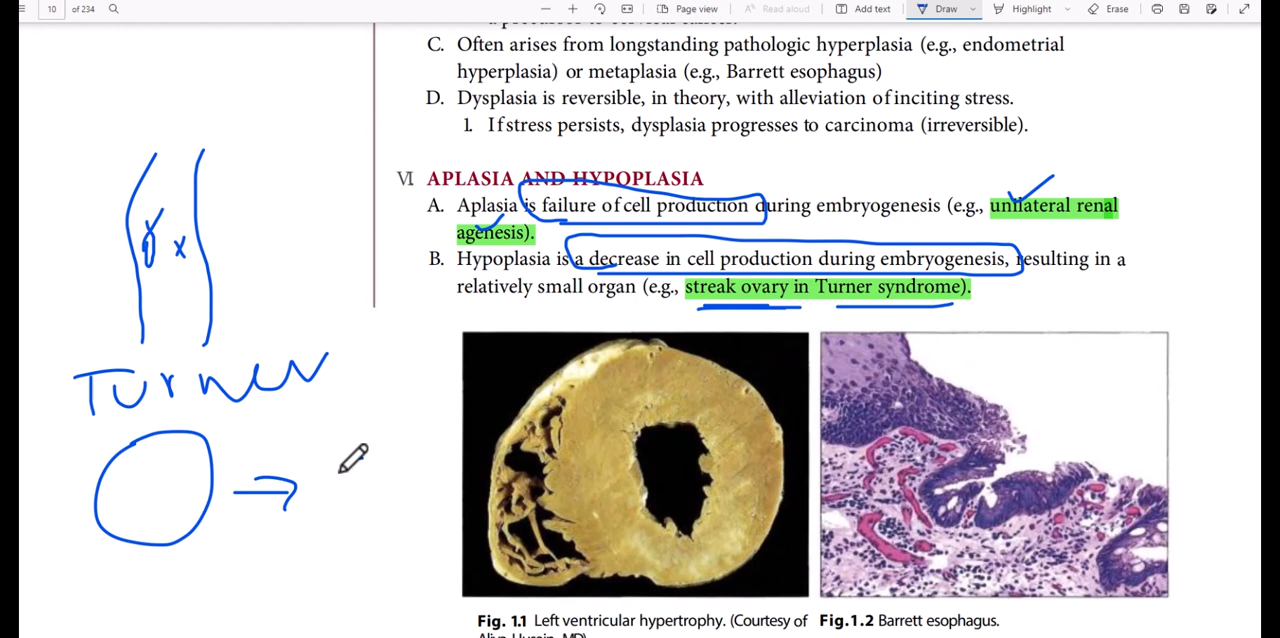 10 of 234 Page view Read aloud Add text Draw Highlight Erase
C. Often arises from longstanding pathologic hyperplasia (e.g., endometrial
hyperplasia) or metaplasia (e.g., Barrett esophagus)
D. Dysplasia is reversible, in theory, with alleviation of inciting stress.
1. If stress persists, dysplasia progresses to carcinoma (irreversible).
VI. APLASIA AND HYPOPLASIA
A. Aplasia is failure of cell production during embryogenesis (e.g., unilateral renal
agenesis).
B. Hypoplasia is a decrease in cell production during embryogenesis, resulting in a
relatively small organ (e.g., streak ovary in Turner syndrome).
x
Turner
Fig. 1.1 Left ventricular hypertrophy. (Courtesy of
Fig.1.2 Barrett esophagus.